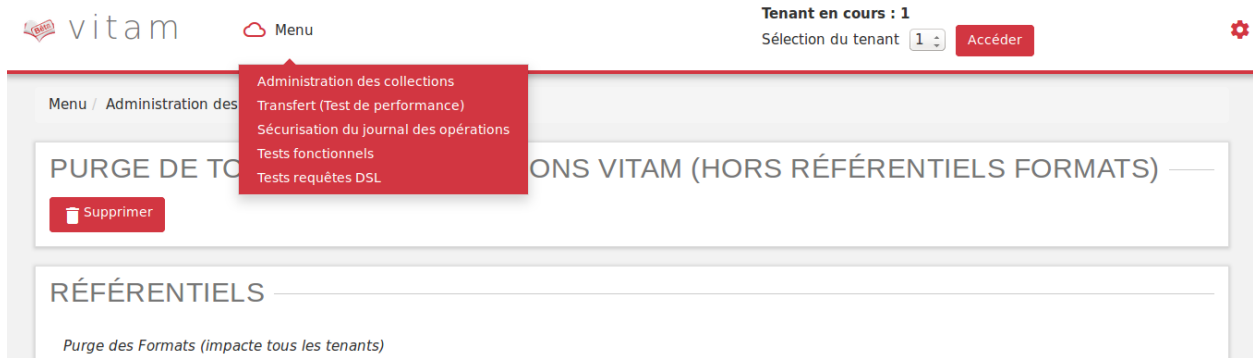 Bêta
vitam
Menu
Tenant en cours : 1
Sélection du tenant 1 Accéder
Administration des collections
Transfert (Test de performance)
Sécurisation du journal des opérations
Tests fonctionnels
Tests requêtes DSL
Menu / Administration des
PURGE DE TO ONS VITAM (HORS RÉFÉRENTIELS FORMATS)
Supprimer
RÉFÉRENTIELS
Purge des Formats (impacte tous les tenants)